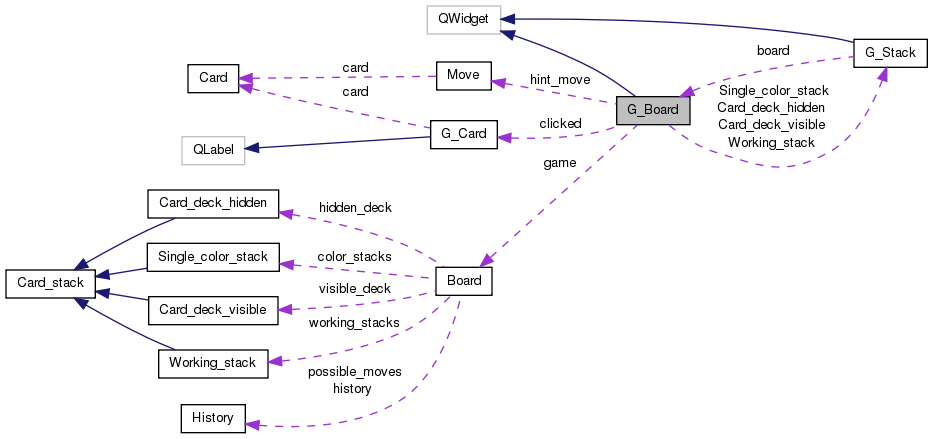 QWidget
G_Stack
board
Card
card
Move
hint_move
card
G_Board
Single_color_stack
Card_deck_hidden
Card_deck_visible
Working_stack
G_Card
clicked
QLabel
game
Card_deck_hidden
hidden_deck
Single_color_stack
color_stacks
Card_stack
Board
visible_deck
Card_deck_visible
working_stacks
Working_stack
possible_moves
history
History